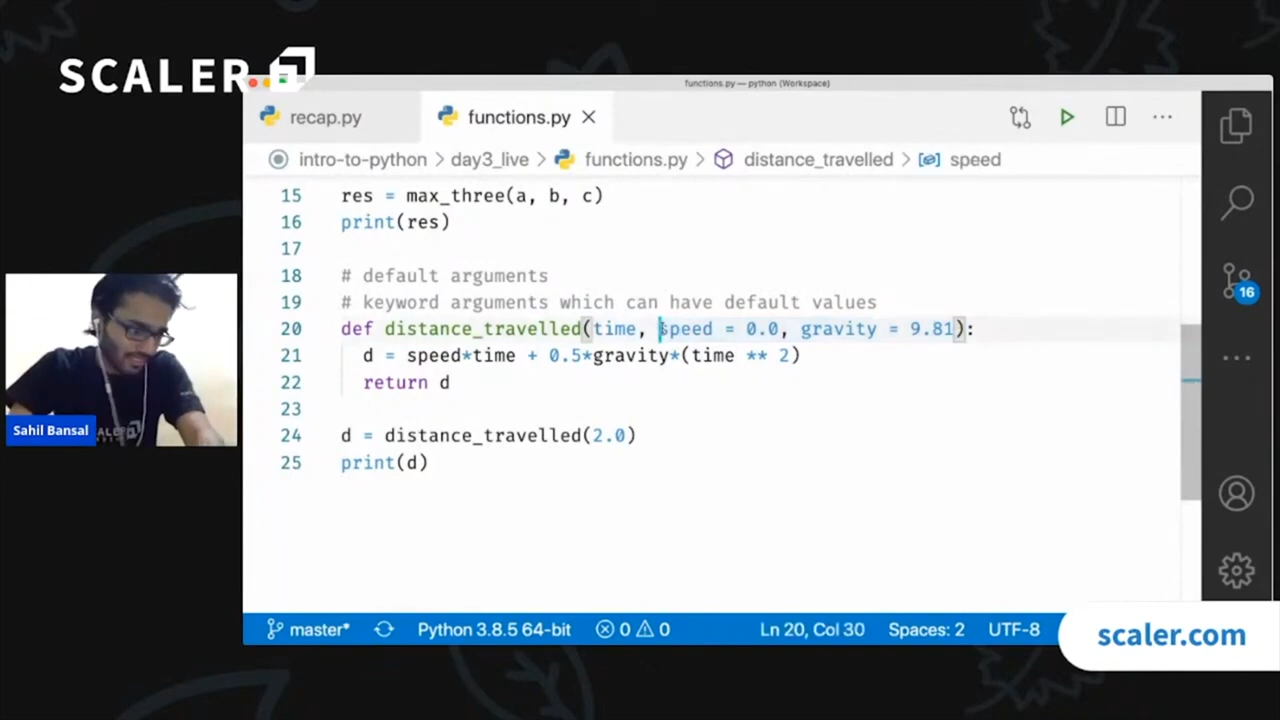 SCALER
functions.py — python (Workspace)
recap.py
functions.py
intro-to-python > day3_live > functions.py > distance_travelled > speed
15 res = max_three(a, b, c)
16 print(res)
17
18 # default arguments
19 # keyword arguments which can have default values
20 def distance_travelled(time, speed = 0.0, gravity = 9.81):
21 d = speed*time + 0.5*gravity*(time ** 2)
22 return d
23
24 d = distance_travelled(2.0)
25 print(d)
16
Sahil Bansal
master* Python 3.8.5 64-bit 0 0 Ln 20, Col 30 Spaces: 2 UTF-8
scaler.com